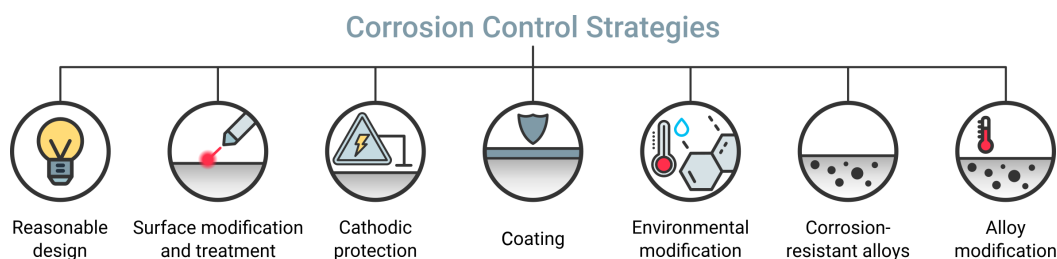 Corrosion Control Strategies
Reasonable
design
Surface modification
and treatment
Cathodic
protection
Coating
Environmental
modification
Corrosion-
resistant alloys
Alloy
modification